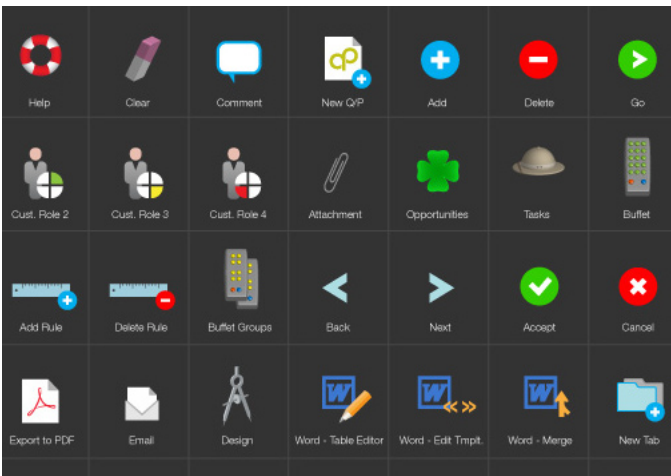 Help
Clear
Comment
New Q/P
Add
Delete
Go
Cust. Role 2
Cust. Role 3
Cust. Role 4
Attachment
Opportunities
Tasks
Buffet
Add Rule
Delete Rule
Buffet Groups
Back
Next
Accept
Cancel
Export to PDF
Email
Design
W
Word - Table Editor
W
Word - Edit Tmplt.
W
Word - Merge
New Tab